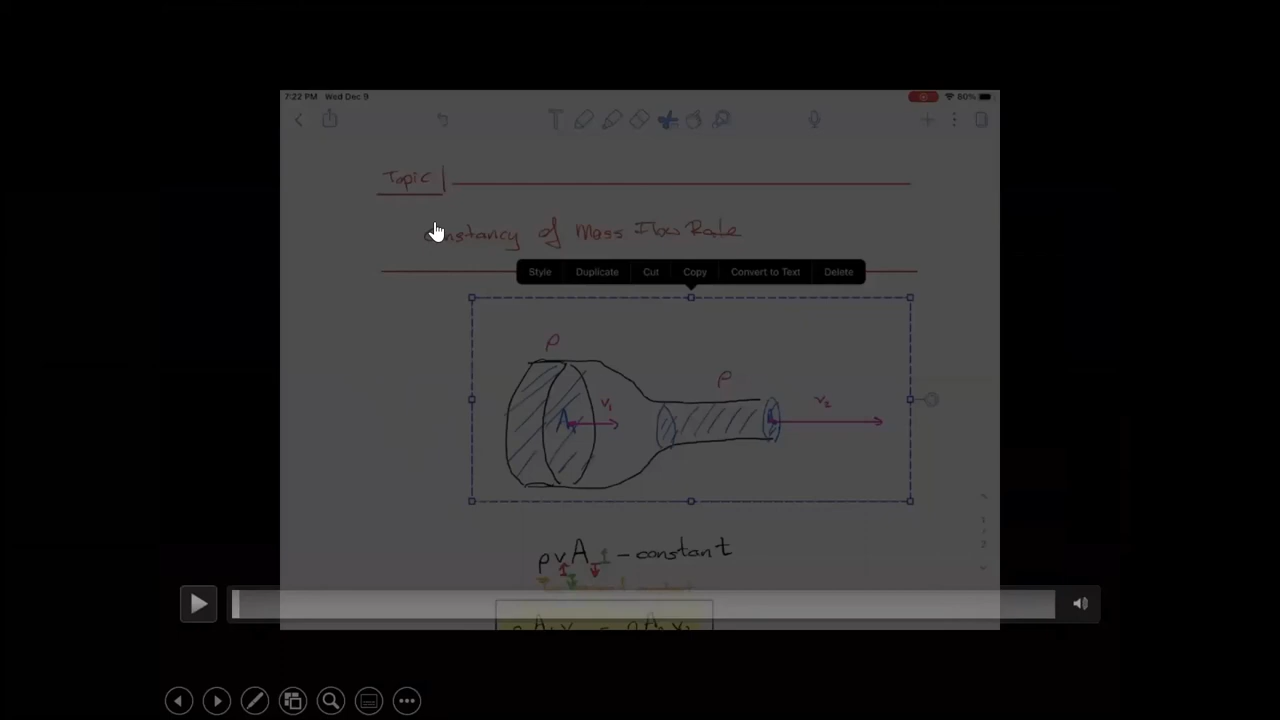 7:22 PM Wed Dec 9
80%
Topic
Constancy of Mass Flow Rate
Style Duplicate Cut Copy Convert to Text Delete
ρ
ρ
A v₁
v₂
ρvA - constant